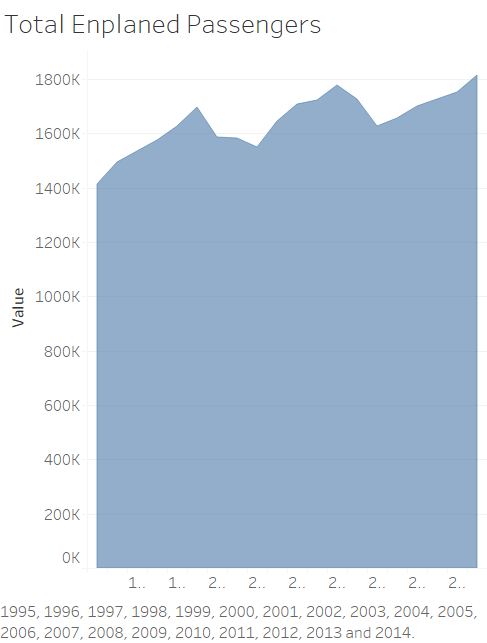 Total Enplaned Passengers
1800K
1600K
1400K
1200K
1000K
800K
600K
400K
200K
0K
Value
1.. 1.. 2.. 2.. 2.. 2.. 2.. 2.. 2..
1995, 1996, 1997, 1998, 1999, 2000, 2001, 2002, 2003, 2004, 2005,
2006, 2007, 2008, 2009, 2010, 2011, 2012, 2013 and 2014.